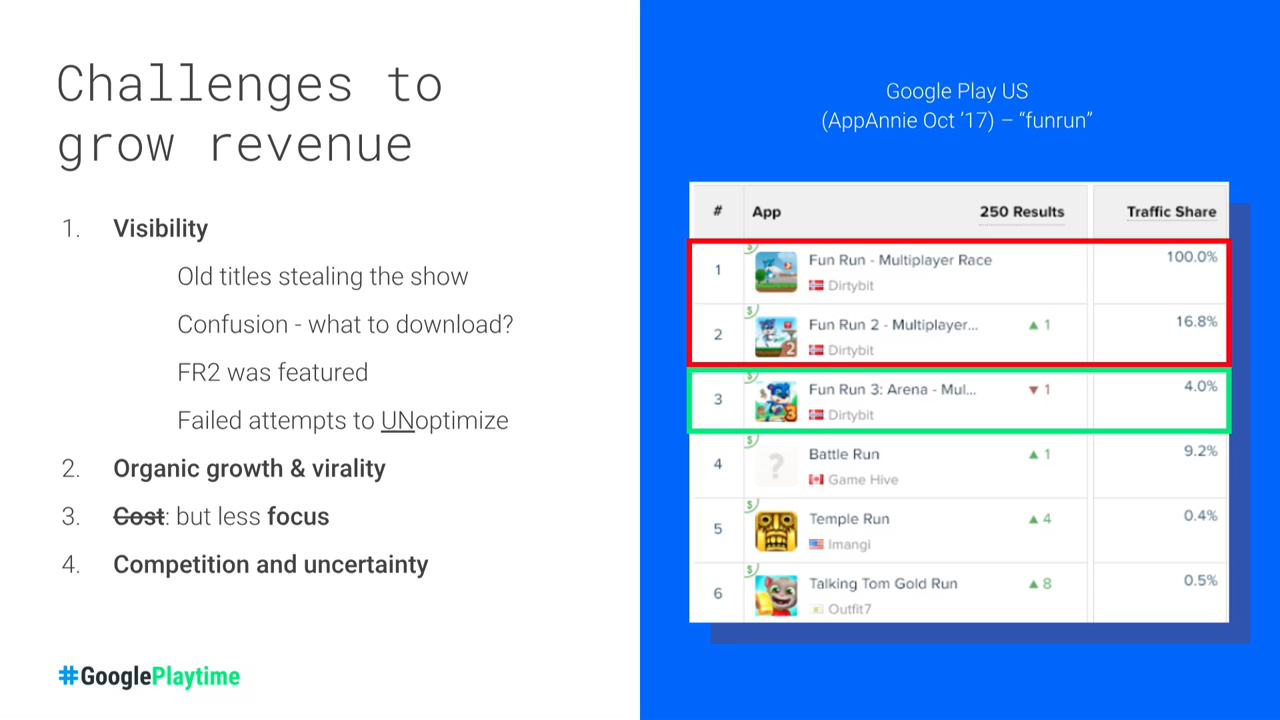 Challenges to
grow revenue
1. Visibility
Old titles stealing the show
Confusion - what to download?
FR2 was featured
Failed attempts to UNoptimize
2. Organic growth & virality
3. Cost: but less focus
4. Competition and uncertainty
#GooglePlaytime
Google Play US
(AppAnnie Oct ’17) – “funrun”
# App 250 Results Traffic Share
1 Fun Run - Multiplayer Race 100.0%
Dirtybit
2 Fun Run 2 - Multiplayer... ▲ 1 16.8%
Dirtybit
3 Fun Run 3: Arena - Mul... ▼ 1 4.0%
Dirtybit
4 Battle Run ▲ 1 9.2%
Game Hive
5 Temple Run ▲ 4 0.4%
Imangi
6 Talking Tom Gold Run ▲ 8 0.5%
Outfit7